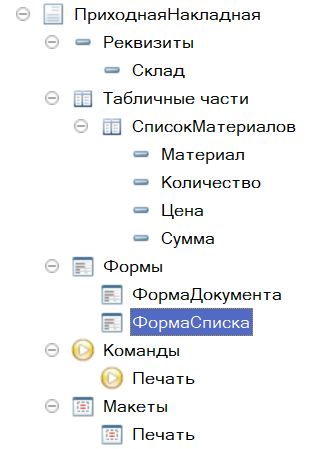 ПриходнаяНакладная
Реквизиты
Склад
Табличные части
СписокМатериалов
Материал
Количество
Цена
Сумма
Формы
ФормаДокумента
ФормаСписка
Команды
Печать
Макеты
Печать